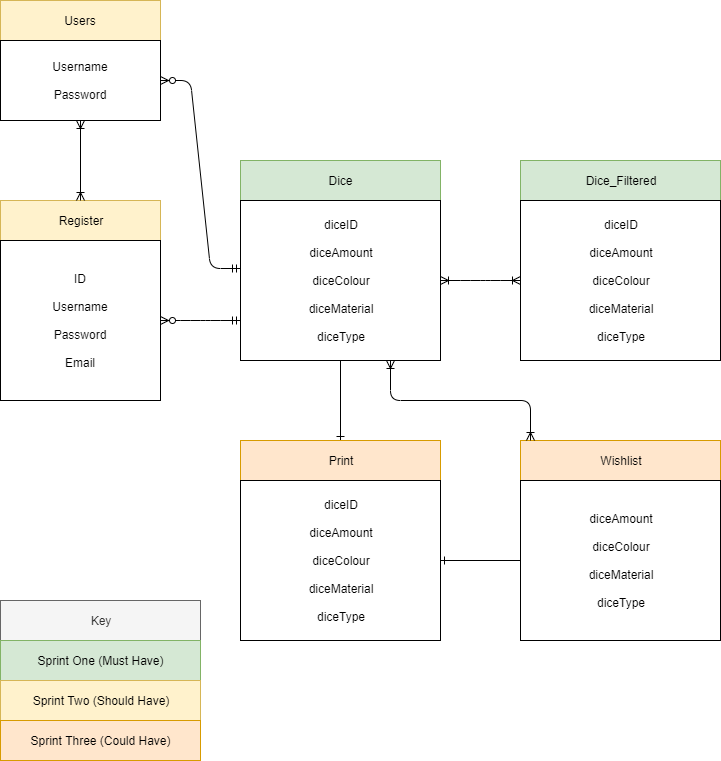 Users
Username
Password
Register
ID
Username
Password
Email
Dice
diceID
diceAmount
diceColour
diceMaterial
diceType
Dice_Filtered
diceID
diceAmount
diceColour
diceMaterial
diceType
Print
diceID
diceAmount
diceColour
diceMaterial
diceType
Wishlist
diceAmount
diceColour
diceMaterial
diceType
Key
Sprint One (Must Have)
Sprint Two (Should Have)
Sprint Three (Could Have)